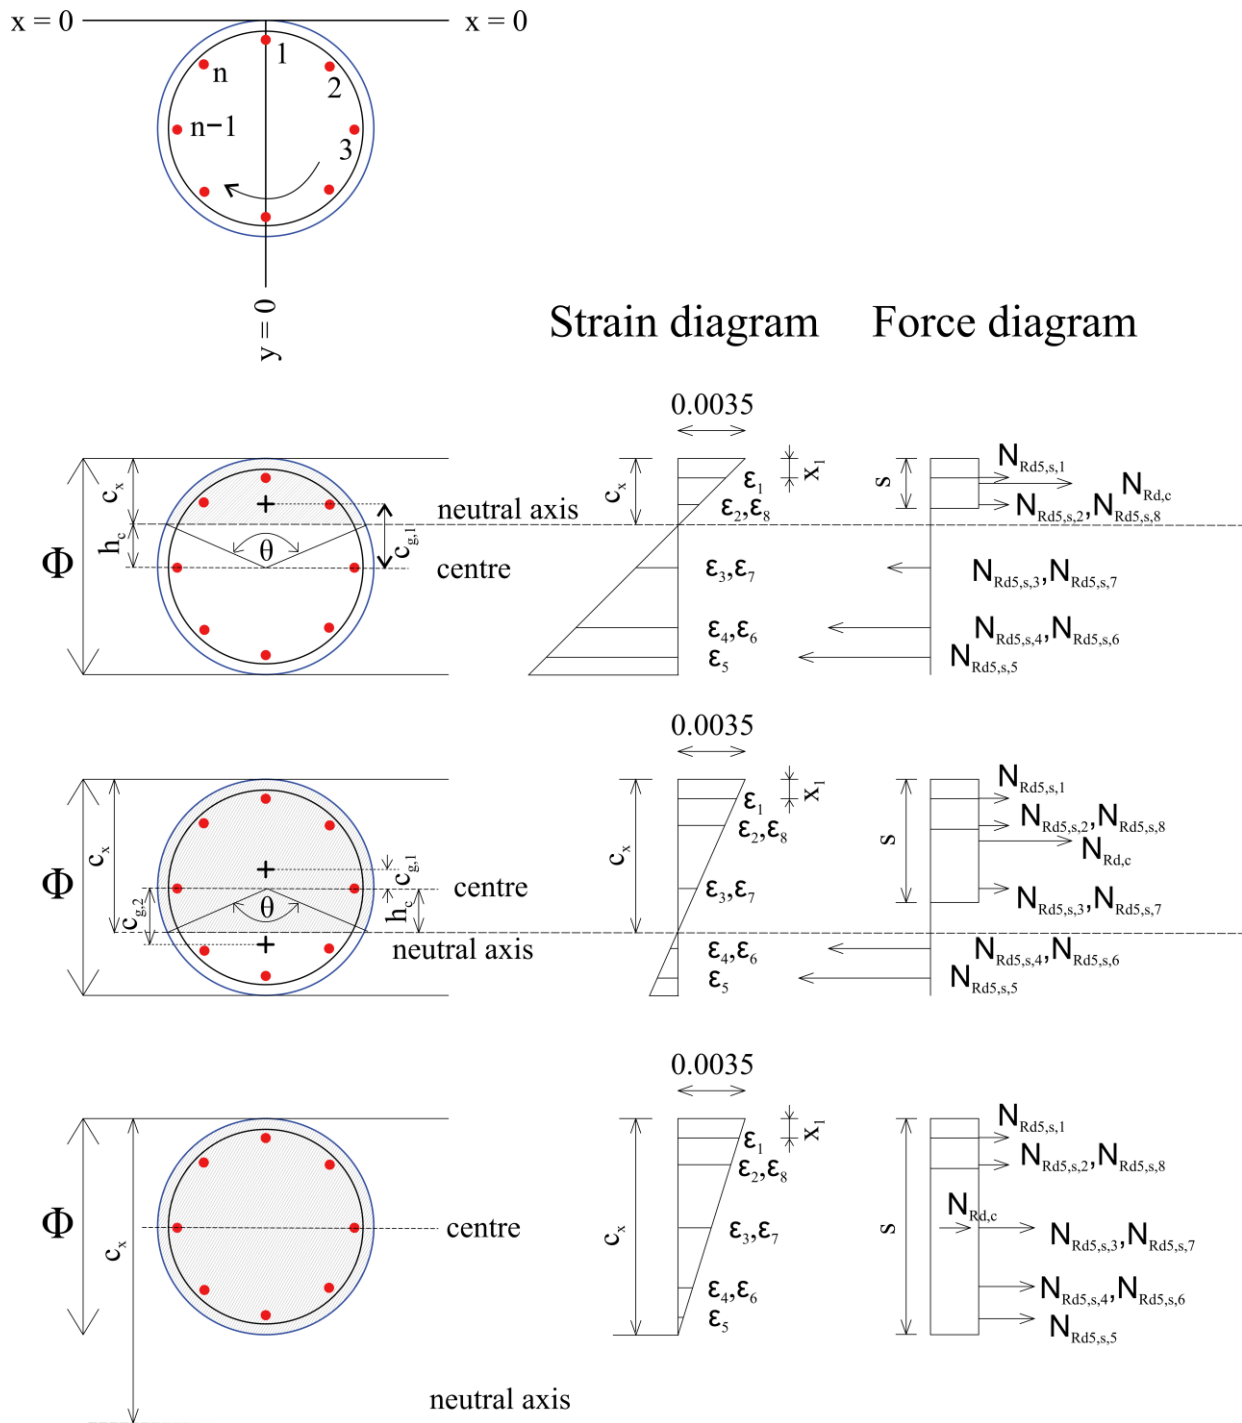 x = 0
x = 0
1
2
3
n
n−1
y = 0
Strain diagram
Force diagram
0.0035
Φ
c_x
h_c
θ
c_g,1
neutral axis
centre
c_x
x_1
ε_1
ε_2,ε_8
ε_3,ε_7
ε_4,ε_6
ε_5
s
N_Rd5,s,1
N_Rd,c
N_Rd5,s,2,N_Rd5,s,8
N_Rd5,s,3,N_Rd5,s,7
N_Rd5,s,4,N_Rd5,s,6
N_Rd5,s,5
0.0035
Φ
c_x
c_g,2
θ
c_g,1
h_c
centre
neutral axis
c_x
x_1
ε_1
ε_2,ε_8
ε_3,ε_7
ε_4,ε_6
ε_5
s
N_Rd5,s,1
N_Rd5,s,2,N_Rd5,s,8
N_Rd,c
N_Rd5,s,3,N_Rd5,s,7
N_Rd5,s,4,N_Rd5,s,6
N_Rd5,s,5
0.0035
Φ
c_x
centre
neutral axis
c_x
x_1
ε_1
ε_2,ε_8
ε_3,ε_7
ε_4,ε_6
ε_5
s
N_Rd5,s,1
N_Rd5,s,2,N_Rd5,s,8
N_Rd,c
N_Rd5,s,3,N_Rd5,s,7
N_Rd5,s,4,N_Rd5,s,6
N_Rd5,s,5